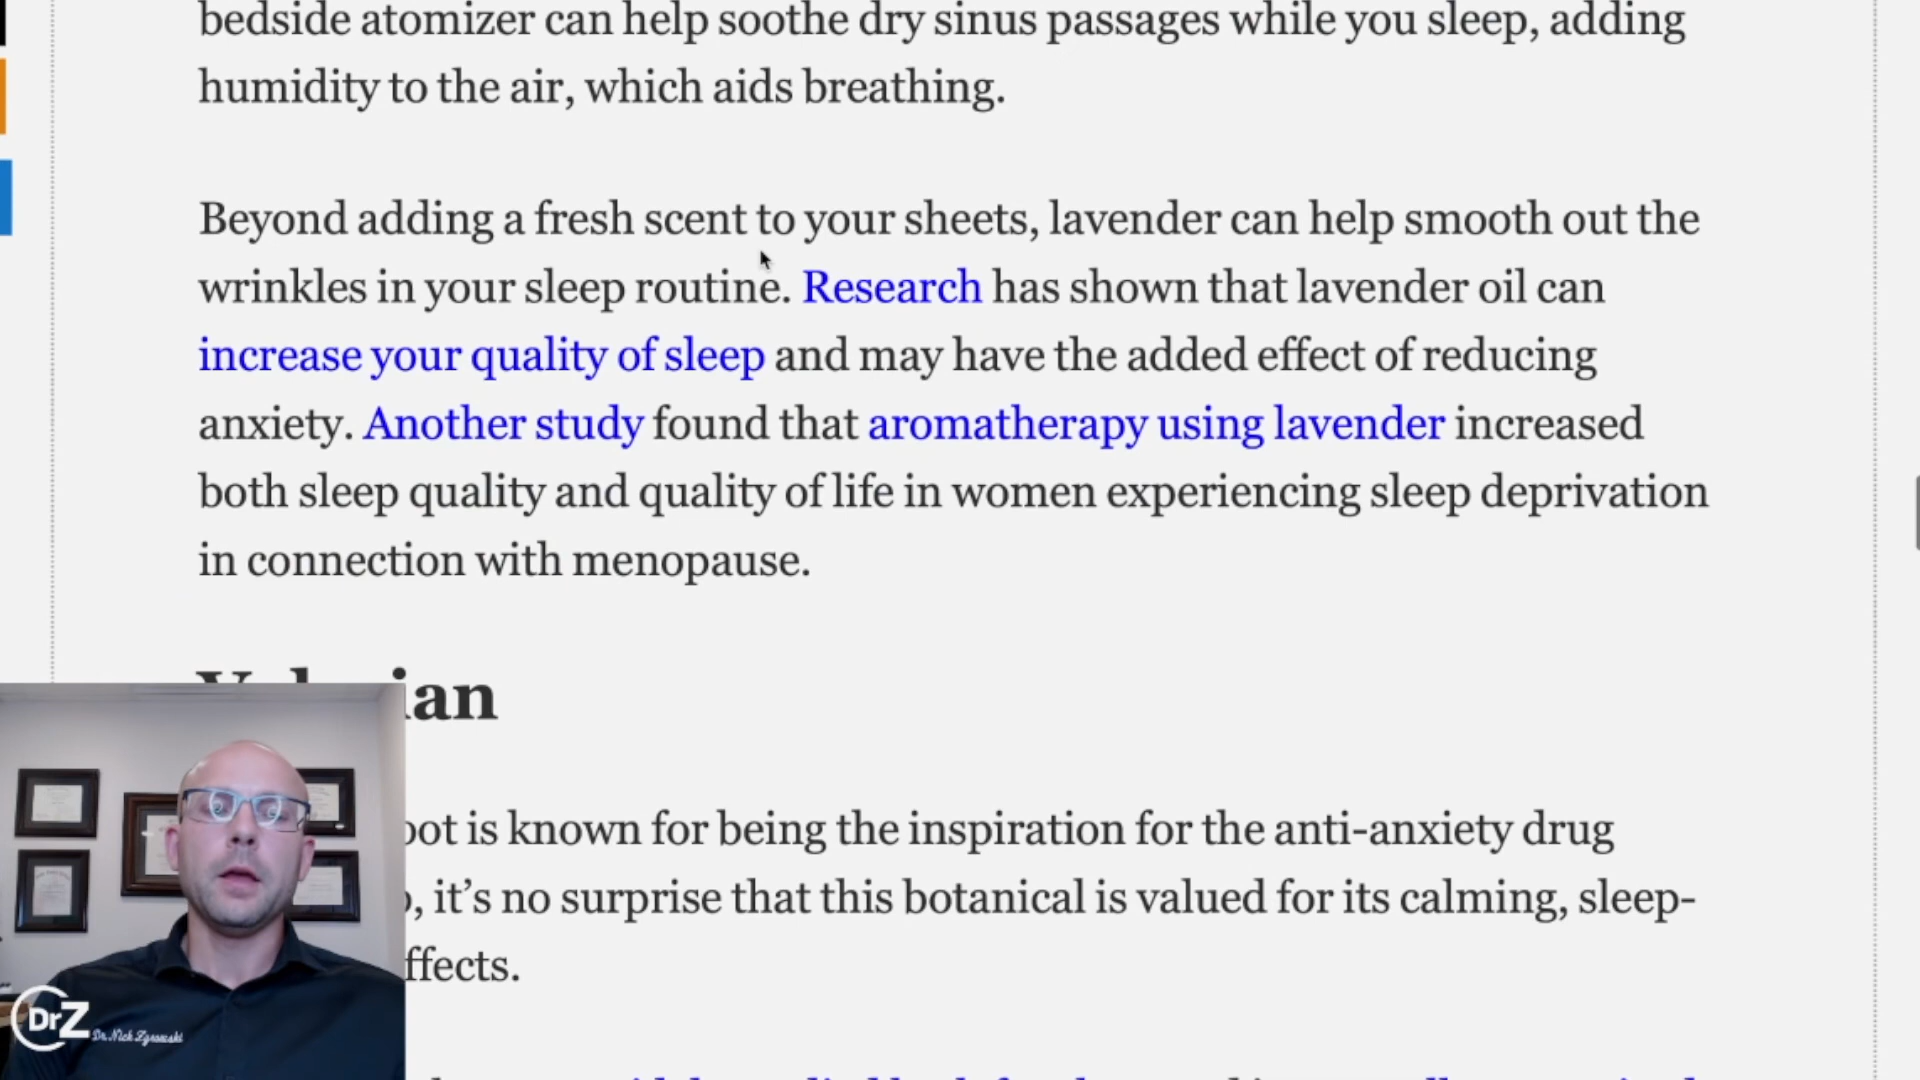 bedside atomizer can help soothe dry sinus passages while you sleep, adding
humidity to the air, which aids breathing.
Beyond adding a fresh scent to your sheets, lavender can help smooth out the
wrinkles in your sleep routine. Research has shown that lavender oil can
increase your quality of sleep and may have the added effect of reducing
anxiety. Another study found that aromatherapy using lavender increased
both sleep quality and quality of life in women experiencing sleep deprivation
in connection with menopause.
ian
oot is known for being the inspiration for the anti-anxiety drug
, it’s no surprise that this botanical is valued for its calming, sleep-
ffects.
DrZ
Dr. Nick Zyrowski